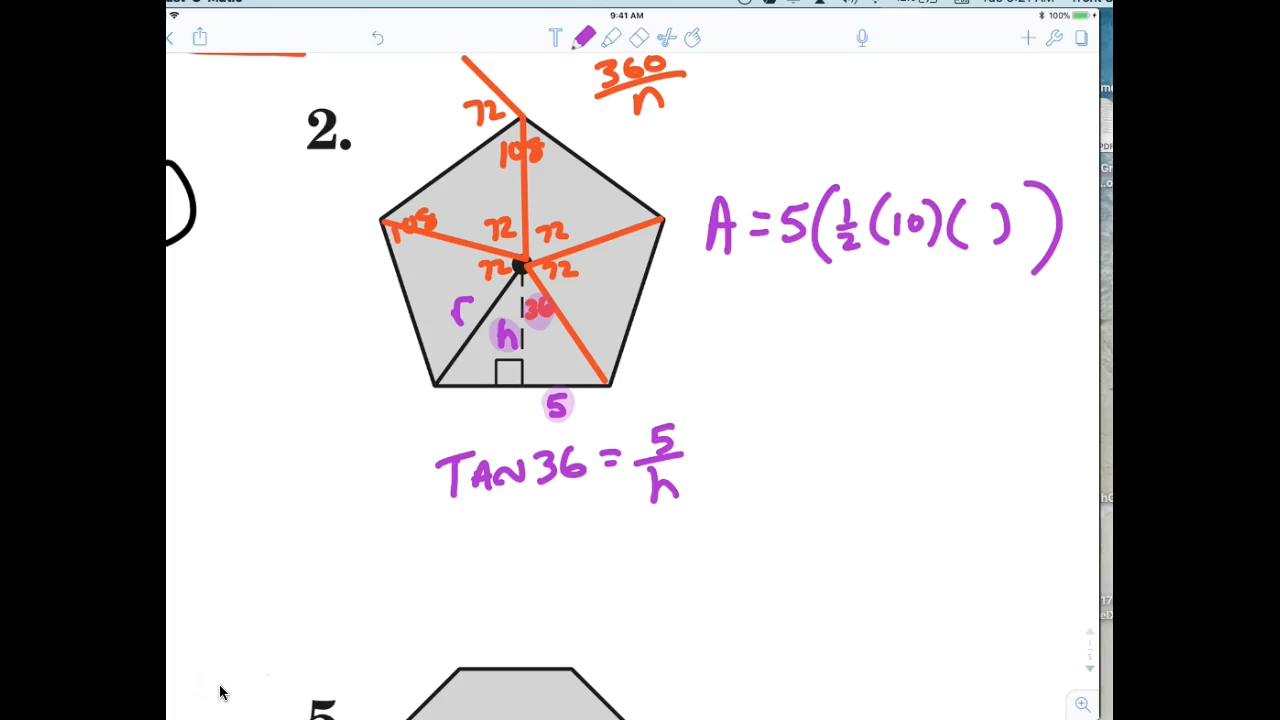 9:41 AM
100%
T
360
n
2.
72
108
A = 5(½(10)( ))
108
72 72
72 72
r
36
h
5
TAN 36 = 5/h
5.